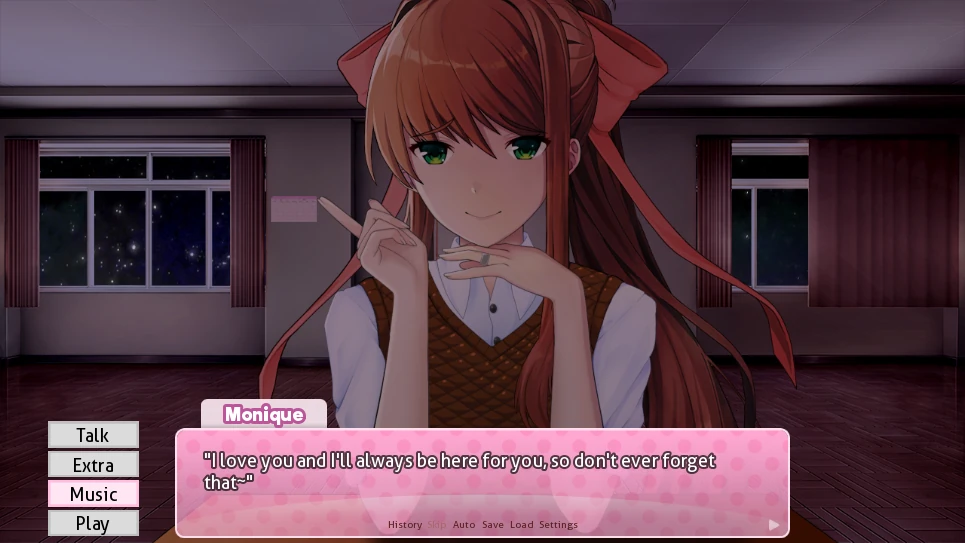 Monique
"I love you and I'll always be here for you, so don't ever forget
that~"
Talk
Extra
Music
Play
History Skip Auto Save Load Settings